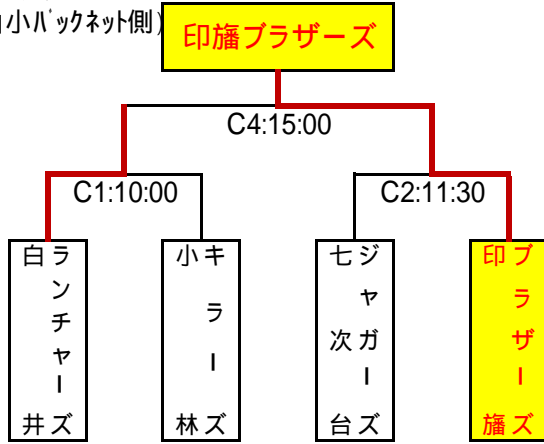 小バックネット側)
印旛ブラザーズ
C4:15:00
C1:10:00
C2:11:30
白井
ランチャーズ
小林
キラーズ
七次台
ジャガーズ
印旛
ブラザーズ